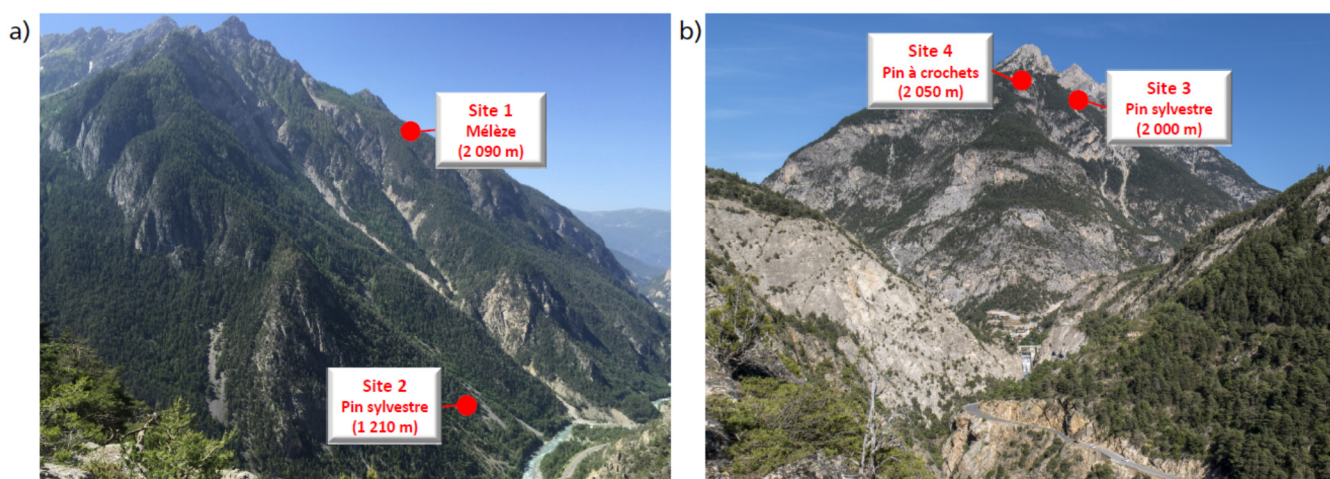 a)
Site 1
Mélèze
(2 090 m)
Site 2
Pin sylvestre
(1 210 m)
b)
Site 4
Pin à crochets
(2 050 m)
Site 3
Pin sylvestre
(2 000 m)